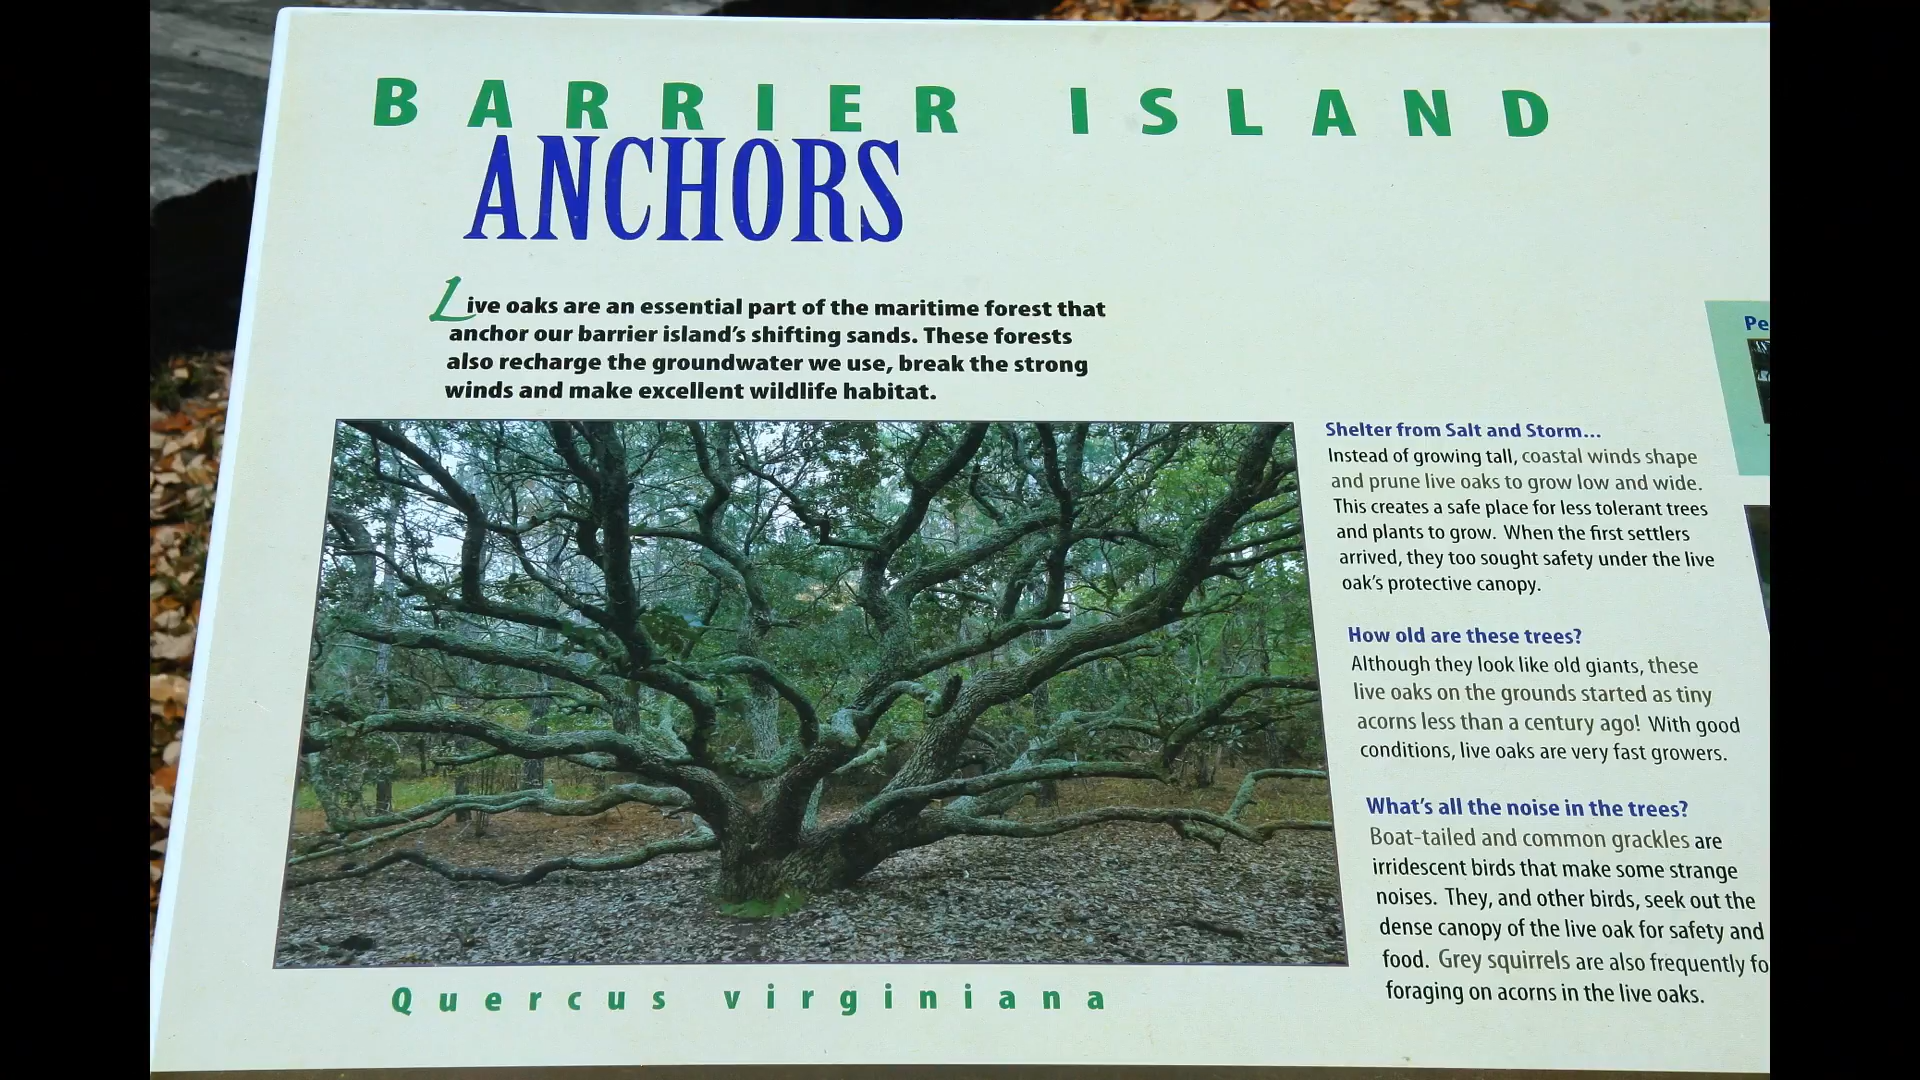 BARRIER ISLAND
ANCHORS
Live oaks are an essential part of the maritime forest that
anchor our barrier island's shifting sands. These forests
also recharge the groundwater we use, break the strong
winds and make excellent wildlife habitat.
Quercus virginiana
Shelter from Salt and Storm...
Instead of growing tall, coastal winds shape
and prune live oaks to grow low and wide.
This creates a safe place for less tolerant trees
and plants to grow. When the first settlers
arrived, they too sought safety under the live
oak's protective canopy.
How old are these trees?
Although they look like old giants, these
live oaks on the grounds started as tiny
acorns less than a century ago! With good
conditions, live oaks are very fast growers.
What's all the noise in the trees?
Boat-tailed and common grackles are
irridescent birds that make some strange
noises. They, and other birds, seek out the
dense canopy of the live oak for safety and
food. Grey squirrels are also frequently fo
foraging on acorns in the live oaks.
Pe